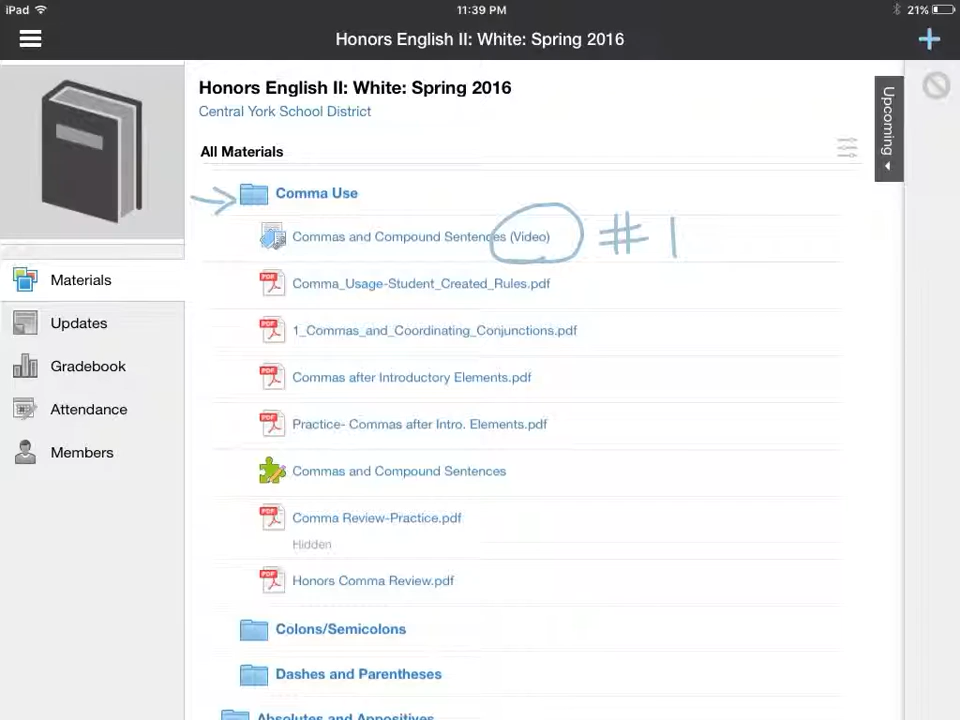 iPad 11:39 PM 21%
Honors English II: White: Spring 2016
Honors English II: White: Spring 2016
Central York School District
Upcoming
All Materials
Comma Use
Commas and Compound Sentences (Video) #1
Comma_Usage-Student_Created_Rules.pdf
1_Commas_and_Coordinating_Conjunctions.pdf
Commas after Introductory Elements.pdf
Practice- Commas after Intro. Elements.pdf
Commas and Compound Sentences
Comma Review-Practice.pdf
Hidden
Honors Comma Review.pdf
Colons/Semicolons
Dashes and Parentheses
Absolutes and Appositives
Materials
Updates
Gradebook
Attendance
Members